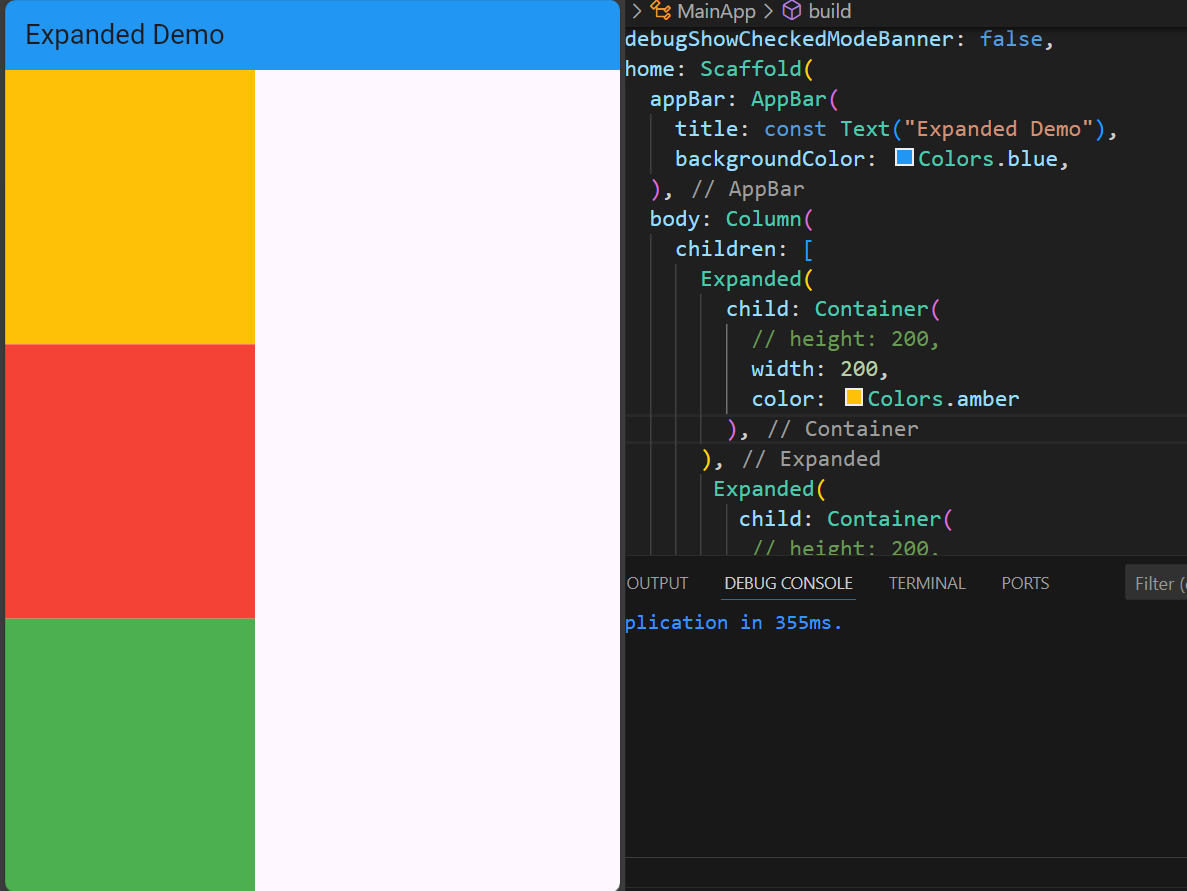 Expanded Demo
> MainApp > build
debugShowCheckedModeBanner: false,
home: Scaffold(
appBar: AppBar(
title: const Text("Expanded Demo"),
backgroundColor: Colors.blue,
), // AppBar
body: Column(
children: [
Expanded(
child: Container(
// height: 200,
width: 200,
color: Colors.amber
), // Container
), // Expanded
Expanded(
child: Container(
// height: 200,
OUTPUT DEBUG CONSOLE TERMINAL PORTS Filter (
plication in 355ms.